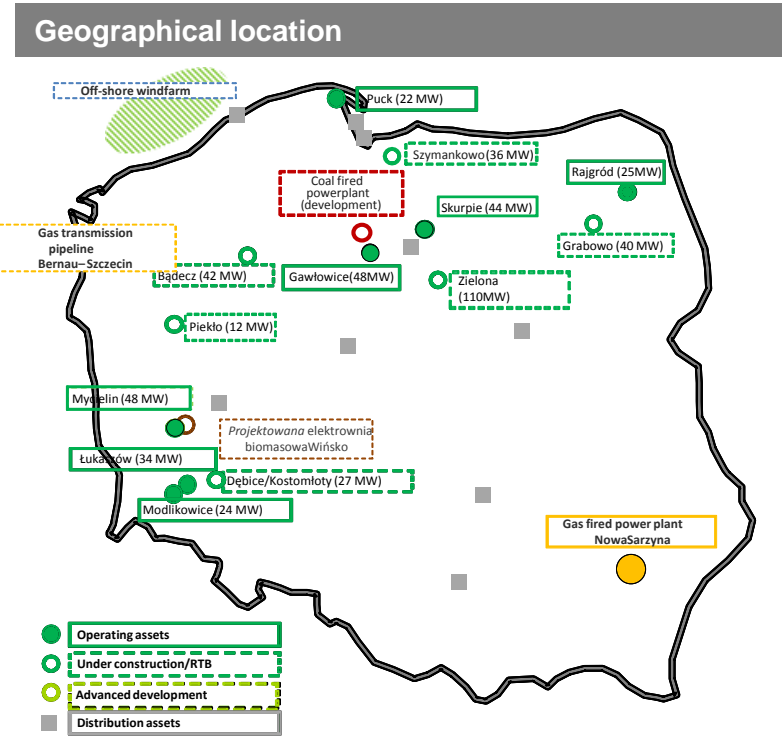 Geographical location
Off-shore windfarm
Puck (22 MW)
Szymankowo (36 MW)
Rajgród (25MW)
Coal fired
powerplant
(development)
Skurpie (44 MW)
Gas transmission
pipeline
Bernau–Szczecin
Grabowo (40 MW)
Bądecz (42 MW)
Gawłowice(48MW)
Zielona
(110MW)
Piekło (12 MW)
Mycielin (48 MW)
Projektowana elektrownia
biomasowaWińsko
Łukaszów (34 MW)
Dębice/Kostomłoty (27 MW)
Modlikowice (24 MW)
Gas fired power plant
NowaSarzyna
Operating assets
Under construction/RTB
Advanced development
Distribution assets